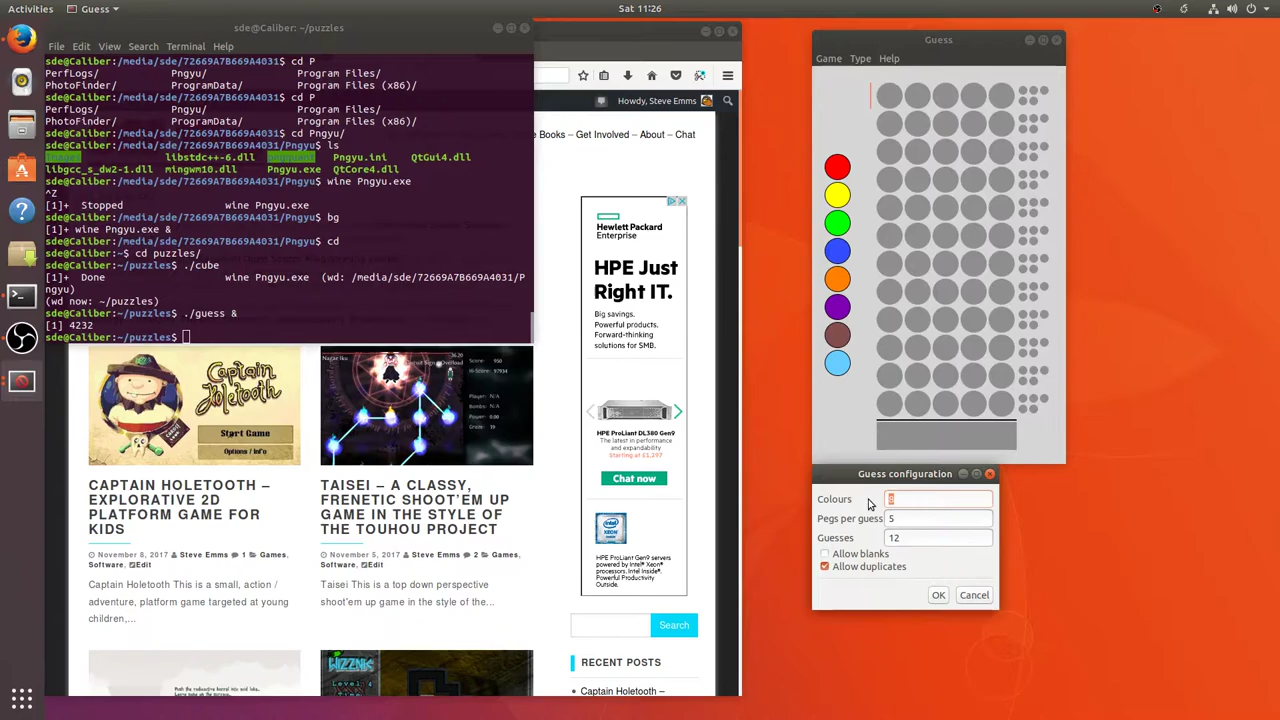 Activities
Guess
Sat 11:26
sde@Caliber: ~/puzzles
File Edit View Search Terminal Help
sde@Caliber:/media/sde/72669A7B669A4031$ cd P
PerfLogs/ Pngyu/ Program Files/
PhotoFinder/ ProgramData/ Program Files (x86)/
sde@Caliber:/media/sde/72669A7B669A4031$ cd P
PerfLogs/ Pngyu/ Program Files/
PhotoFinder/ ProgramData/ Program Files (x86)/
sde@Caliber:/media/sde/72669A7B669A4031$ cd Pngyu/
sde@Caliber:/media/sde/72669A7B669A4031/Pngyu$ ls
libstdc++-6.dll Pngyu.ini QtGui4.dll
libgcc_s_dw2-1.dll mingwm10.dll Pngyu.exe QtCore4.dll
sde@Caliber:/media/sde/72669A7B669A4031/Pngyu$ wine Pngyu.exe
^Z
[1]+ Stopped wine Pngyu.exe
sde@Caliber:/media/sde/72669A7B669A4031/Pngyu$ bg
[1]+ wine Pngyu.exe &
sde@Caliber:/media/sde/72669A7B669A4031/Pngyu$ cd
sde@Caliber:~$ cd puzzles/
sde@Caliber:~/puzzles$ ./cube
[1]+ Done wine Pngyu.exe (wd: /media/sde/72669A7B669A4031/P
ngyu)
(wd now: ~/puzzles)
sde@Caliber:~/puzzles$ ./guess &
[1] 4232
sde@Caliber:~/puzzles$
Howdy, Steve Emms
e Books – Get Involved – About – Chat
Hewlett Packard
Enterprise
HPE Just
Right IT.
Big savings.
Powerful products.
Forward-thinking
solutions for SMB.
HPE ProLiant DL380 Gen9
The latest in performance
and expandability
Starting at £1,297
Chat now
HPE ProLiant Gen9 servers
powered by Intel® Xeon®
processors. Intel Inside®.
Powerful Productivity
Outside.
Search
RECENT POSTS
Captain Holetooth –
Captain
Holetooth
Start Game
Options / Info
CAPTAIN HOLETOOTH –
EXPLORATIVE 2D
PLATFORM GAME FOR
KIDS
November 8, 2017 Steve Emms 1 Games,
Software, Edit
Captain Holetooth This is a small, action /
adventure, platform game targeted at young
children,...
TAISEI – A CLASSY,
FRENETIC SHOOT'EM UP
GAME IN THE STYLE OF
THE TOUHOU PROJECT
November 5, 2017 Steve Emms 2 Games,
Software, Edit
Taisei This is a top down perspective
shoot'em up game in the style of the...
WIZZNIC
Guess
Game Type Help
Guess configuration
Colours 8
Pegs per guess 5
Guesses 12
Allow blanks
Allow duplicates
OK Cancel